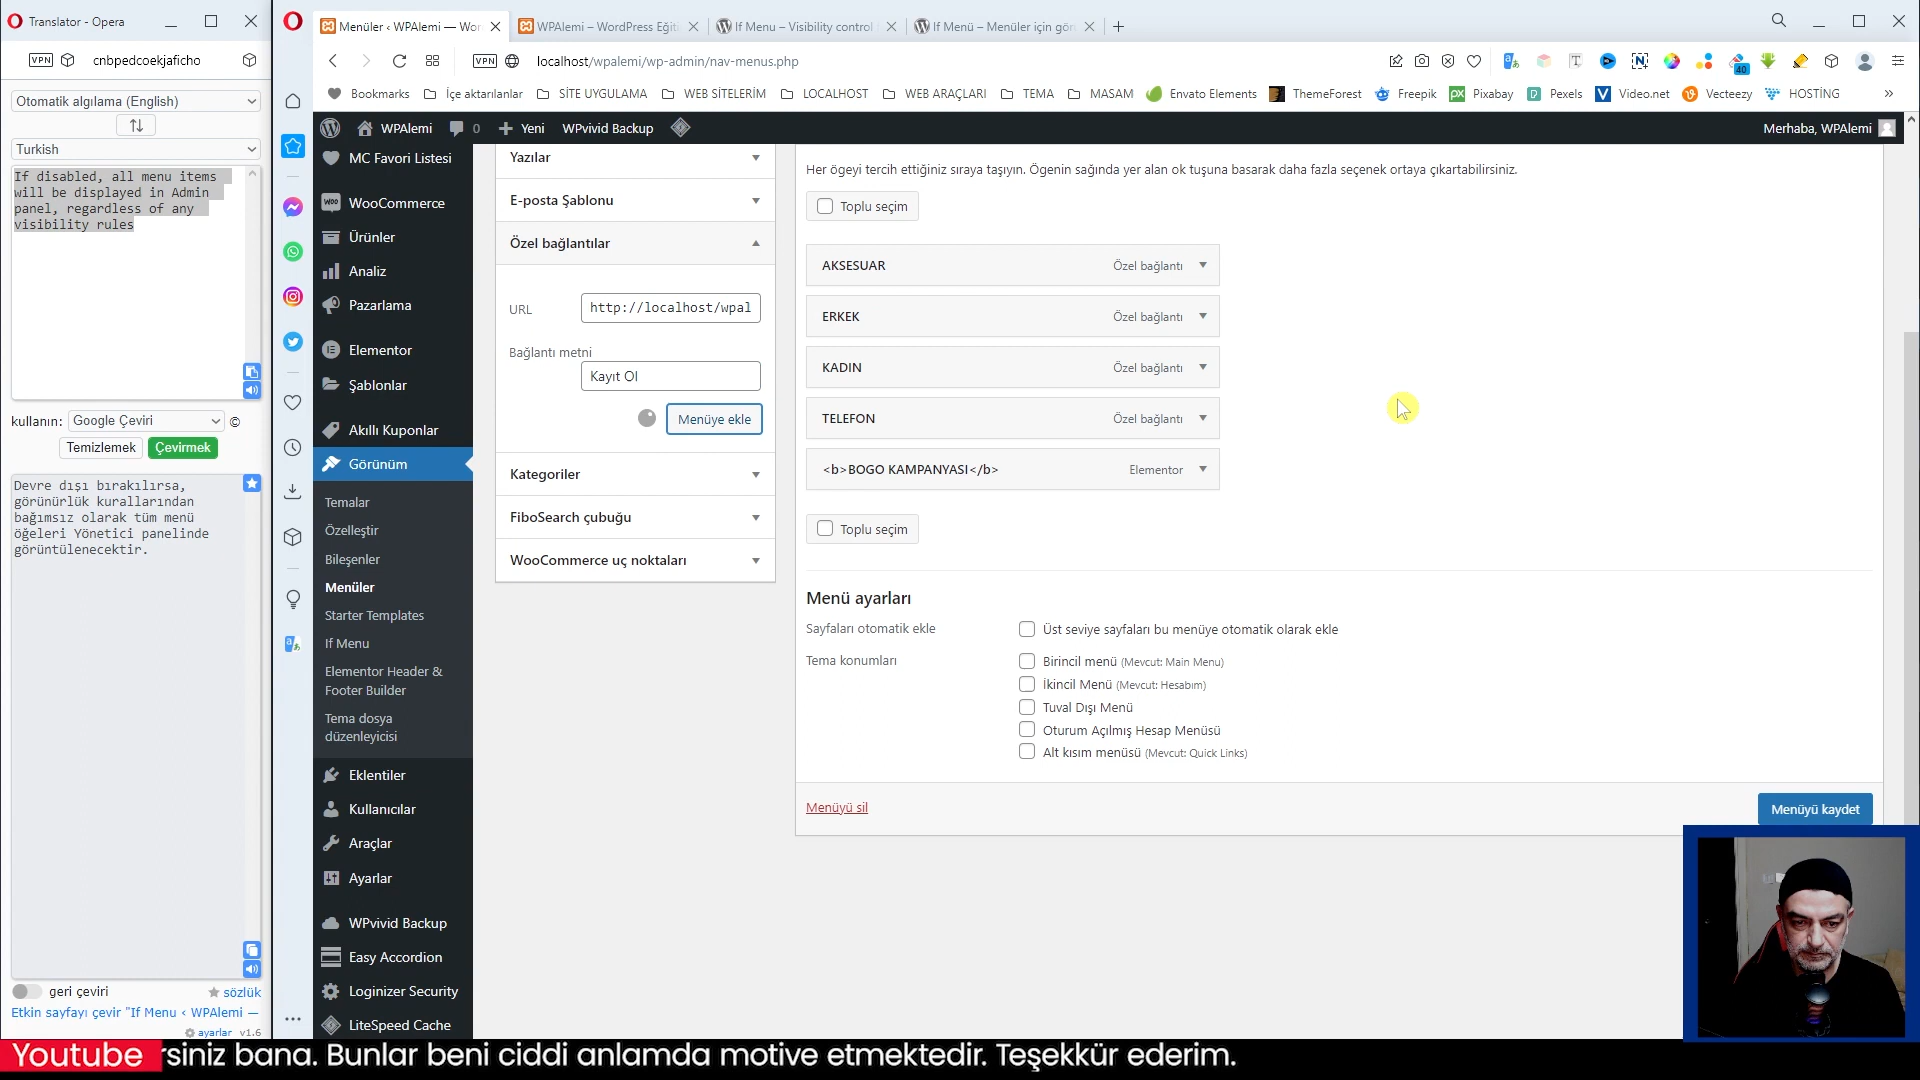 Translator - Opera
VPN
cnbpedcoekjaficho
Otomatik algılama (English)
Turkish
If disabled, all menu items
will be displayed in Admin
panel, regardless of any
visibility rules
kullanın:
Google Çeviri
©
Temizlemek
Çevirmek
Devre dışı bırakılırsa,
görünürlük kurallarından
bağımsız olarak tüm menü
öğeleri Yönetici panelinde
görüntülenecektir.
geri çeviri
sözlük
Etkin sayfayı çevir "If Menu ‹ WPAlemi —
ayarlar v1.6
Menüler ‹ WPAlemi — Wor
WPAlemi – WordPress Eğiti
If Menu – Visibility control
If Menü – Menüler için gör
VPN
localhost/wpalemi/wp-admin/nav-menus.php
40
Bookmarks
İçe aktarılanlar
SİTE UYGULAMA
WEB SİTELERİM
LOCALHOST
WEB ARAÇLARI
TEMA
MASAM
Envato Elements
ThemeForest
Freepik
Pixabay
Pexels
Video.net
Vecteezy
HOSTİNG
»
WPAlemi
0
Yeni
WPvivid Backup
Merhaba, WPAlemi
MC Favori Listesi
WooCommerce
Ürünler
Analiz
Pazarlama
Elementor
Şablonlar
Akıllı Kuponlar
Görünüm
Temalar
Özelleştir
Bileşenler
Menüler
Starter Templates
If Menu
Elementor Header &
Footer Builder
Tema dosya
düzenleyicisi
Eklentiler
Kullanıcılar
Araçlar
Ayarlar
WPvivid Backup
Easy Accordion
Loginizer Security
LiteSpeed Cache
Yazılar
E-posta Şablonu
Özel bağlantılar
URL
http://localhost/wpal
Bağlantı metni
Kayıt Ol
Menüye ekle
Kategoriler
FiboSearch çubuğu
WooCommerce uç noktaları
Her ögeyi tercih ettiğiniz sıraya taşıyın. Ögenin sağında yer alan ok tuşuna basarak daha fazla seçenek ortaya çıkartabilirsiniz.
Toplu seçim
AKSESUAR
Özel bağlantı
ERKEK
Özel bağlantı
KADIN
Özel bağlantı
TELEFON
Özel bağlantı
<b>BOGO KAMPANYASI</b>
Elementor
Toplu seçim
Menü ayarları
Sayfaları otomatik ekle
Üst seviye sayfaları bu menüye otomatik olarak ekle
Tema konumları
Birincil menü (Mevcut: Main Menu)
İkincil Menü (Mevcut: Hesabım)
Tuval Dışı Menü
Oturum Açılmış Hesap Menüsü
Alt kısım menüsü (Mevcut: Quick Links)
Menüyü sil
Menüyü kaydet
Youtube
rsiniz bana. Bunlar beni ciddi anlamda motive etmektedir. Teşekkür ederim.